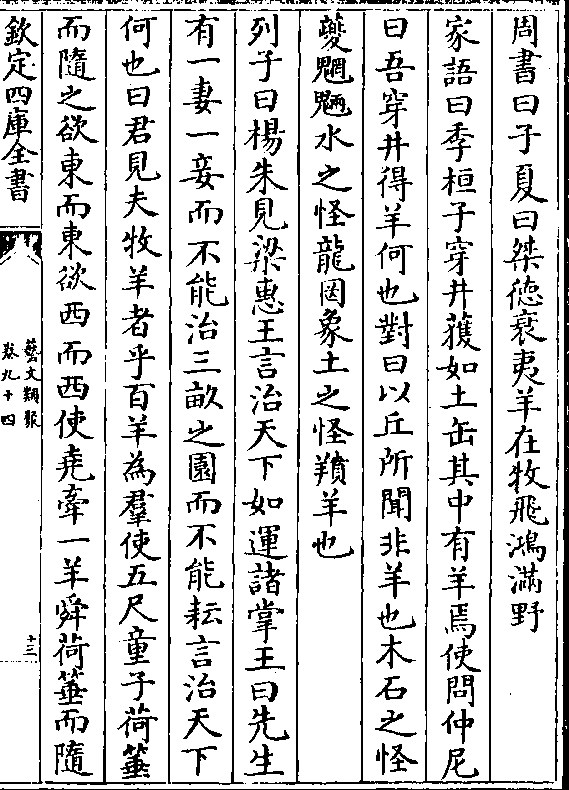 周書曰子夏曰桀徳衰夷羊在牧飛鴻滿野
家語曰季桓子穿井獲如土缶其中有羊焉使問仲尼
曰吾穿井得羊何也對曰以丘所聞非羊也木石之怪
夔魍魎水之怪龍罔象土之怪羵羊也
列子曰楊朱見梁惠王言治天下如運諸掌王曰先生
有一妻一妾而不能治三畝之園而不能耘言治天下
何也曰君見夫牧羊者乎百羊為羣使五尺童子荷菙
而隨之欲東而東欲西而西使堯牽一羊舜荷菙而隨
欽定四庫全書
藝文類聚
卷九十四
十三